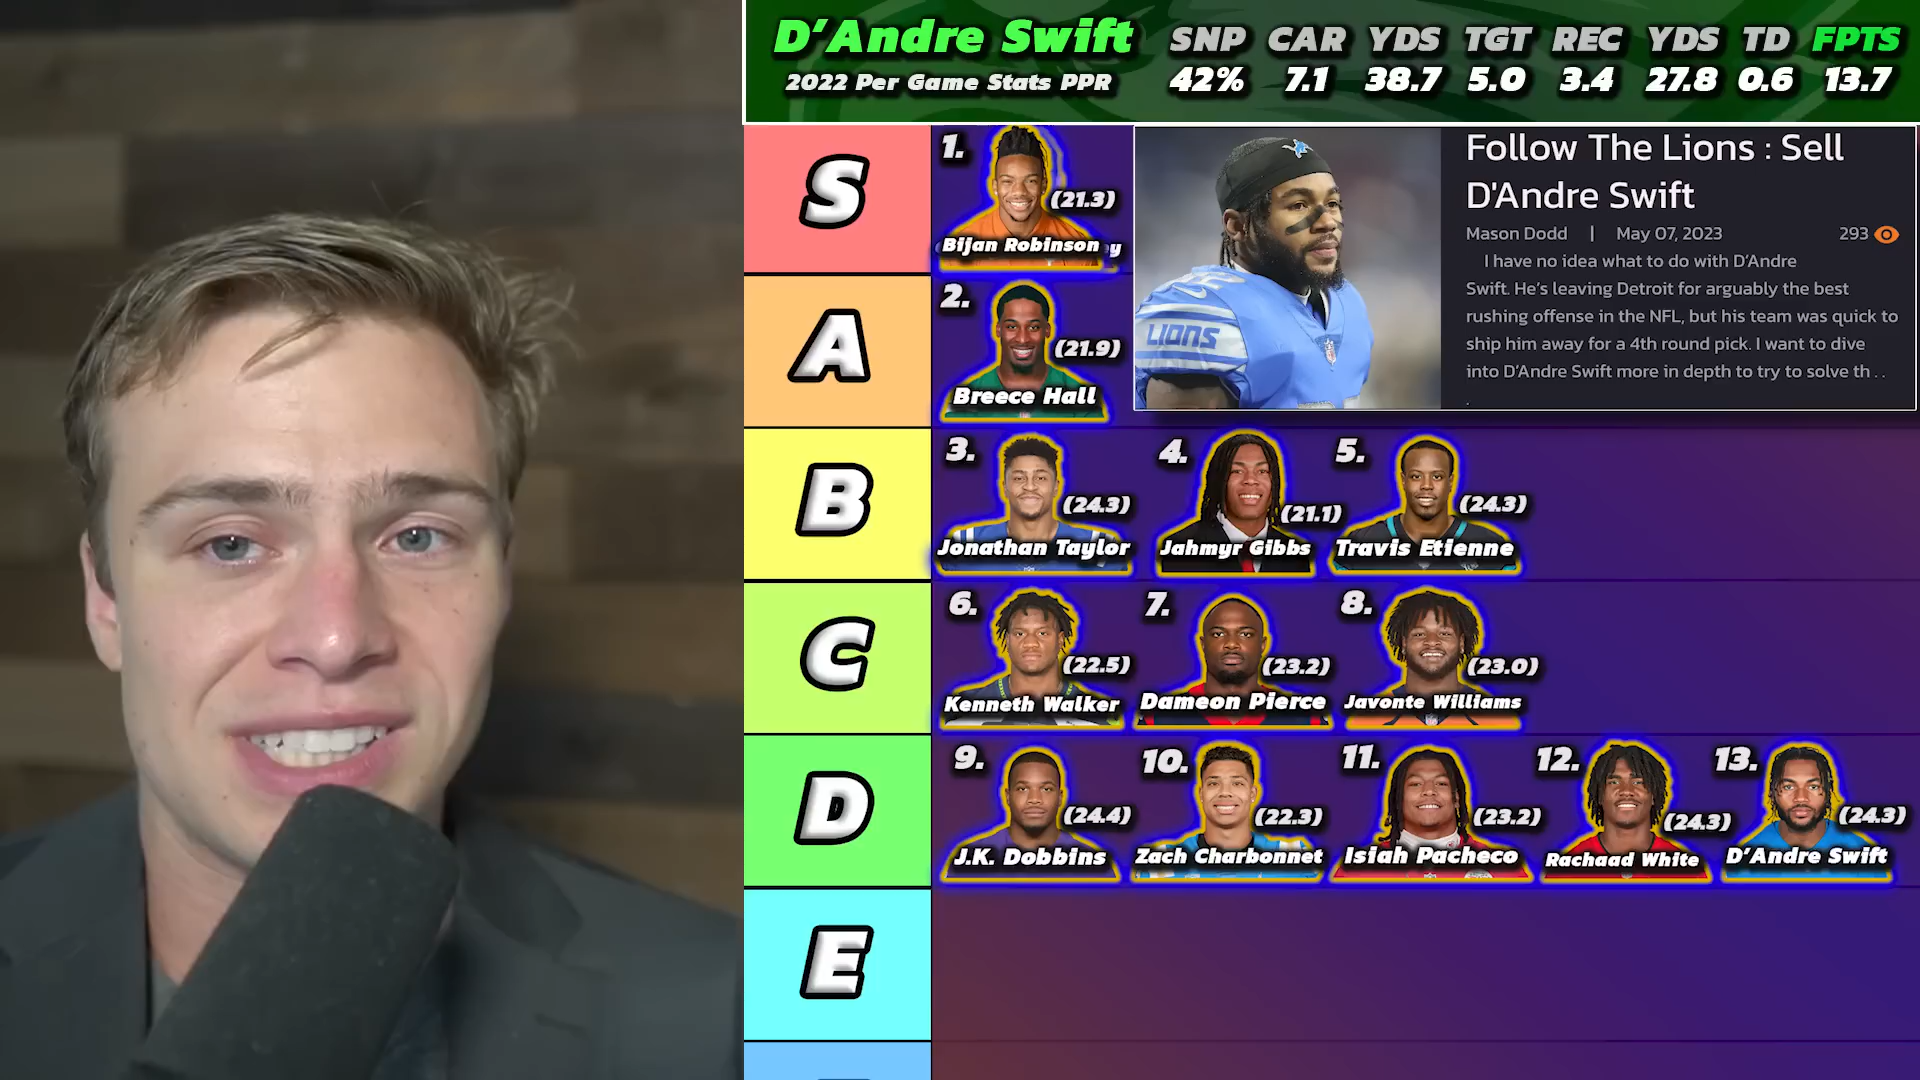 D'Andre Swift
2022 Per Game Stats PPR
SNP CAR YDS TGT REC YDS TD FPTS
42% 7.1 38.7 5.0 3.4 27.8 0.6 13.7
S
1.
(21.3)
Bijan Robinson
y
Follow The Lions : Sell
D'Andre Swift
Mason Dodd | May 07, 2023 293
I have no idea what to do with D'Andre
Swift. He's leaving Detroit for arguably the best
rushing offense in the NFL, but his team was quick to
ship him away for a 4th round pick. I want to dive
into D'Andre Swift more in depth to try to solve th . .
.
LIONS
A
2.
(21.9)
Breece Hall
B
3.
(24.3)
Jonathan Taylor
4.
(21.1)
Jahmyr Gibbs
5.
(24.3)
Travis Etienne
C
6.
(22.5)
Kenneth Walker
7.
(23.2)
Dameon Pierce
8.
(23.0)
Javonte Williams
D
9.
(24.4)
J.K. Dobbins
10.
(22.3)
Zach Charbonnet
11.
(23.2)
Isiah Pacheco
12.
(24.3)
Rachaad White
13.
(24.3)
D'Andre Swift
E